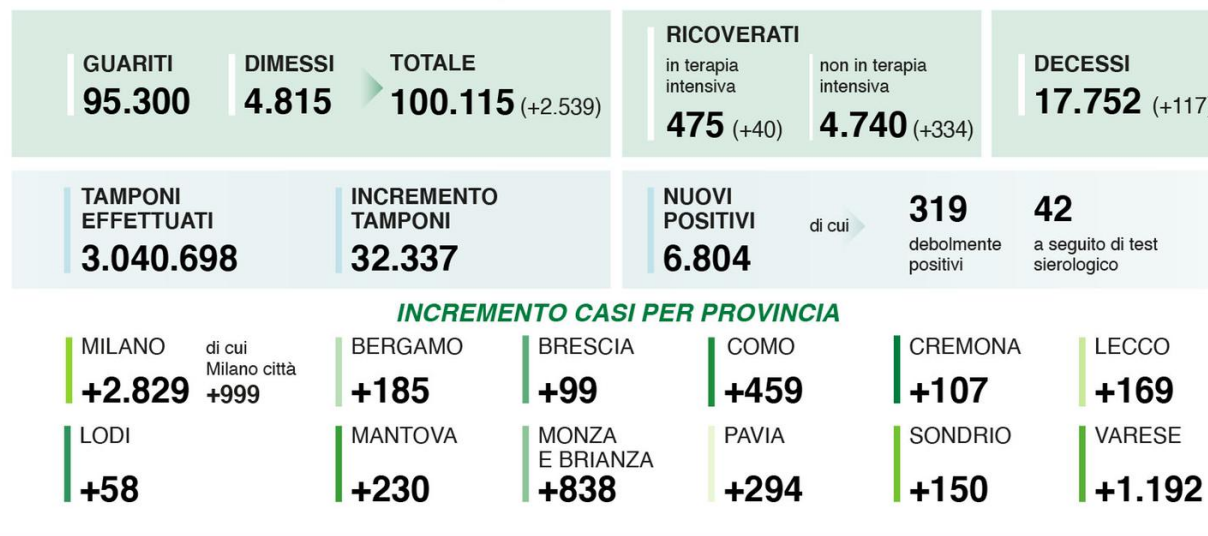 GUARITI
95.300
DIMESSI
4.815
TOTALE
100.115 (+2.539)
RICOVERATI
in terapia
intensiva
475 (+40)
non in terapia
intensiva
4.740 (+334)
DECESSI
17.752 (+117)
TAMPONI
EFFETTUATI
3.040.698
INCREMENTO
TAMPONI
32.337
NUOVI
POSITIVI
6.804
di cui
319
debolmente
positivi
42
a seguito di test
sierologico
INCREMENTO CASI PER PROVINCIA
MILANO
+2.829
di cui
Milano città
+999
BERGAMO
+185
BRESCIA
+99
COMO
+459
CREMONA
+107
LECCO
+169
LODI
+58
MANTOVA
+230
MONZA
E BRIANZA
+838
PAVIA
+294
SONDRIO
+150
VARESE
+1.192